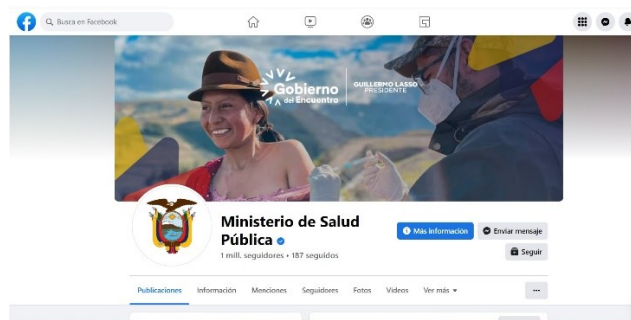 Busca en Facebook
Gobierno
del Encuentro
GUILLERMO LASSO
PRESIDENTE
Ministerio de Salud
Pública
1 mill. seguidores • 187 seguidos
Más información
Enviar mensaje
Seguir
Publicaciones Información Menciones Seguidores Fotos Videos Ver más